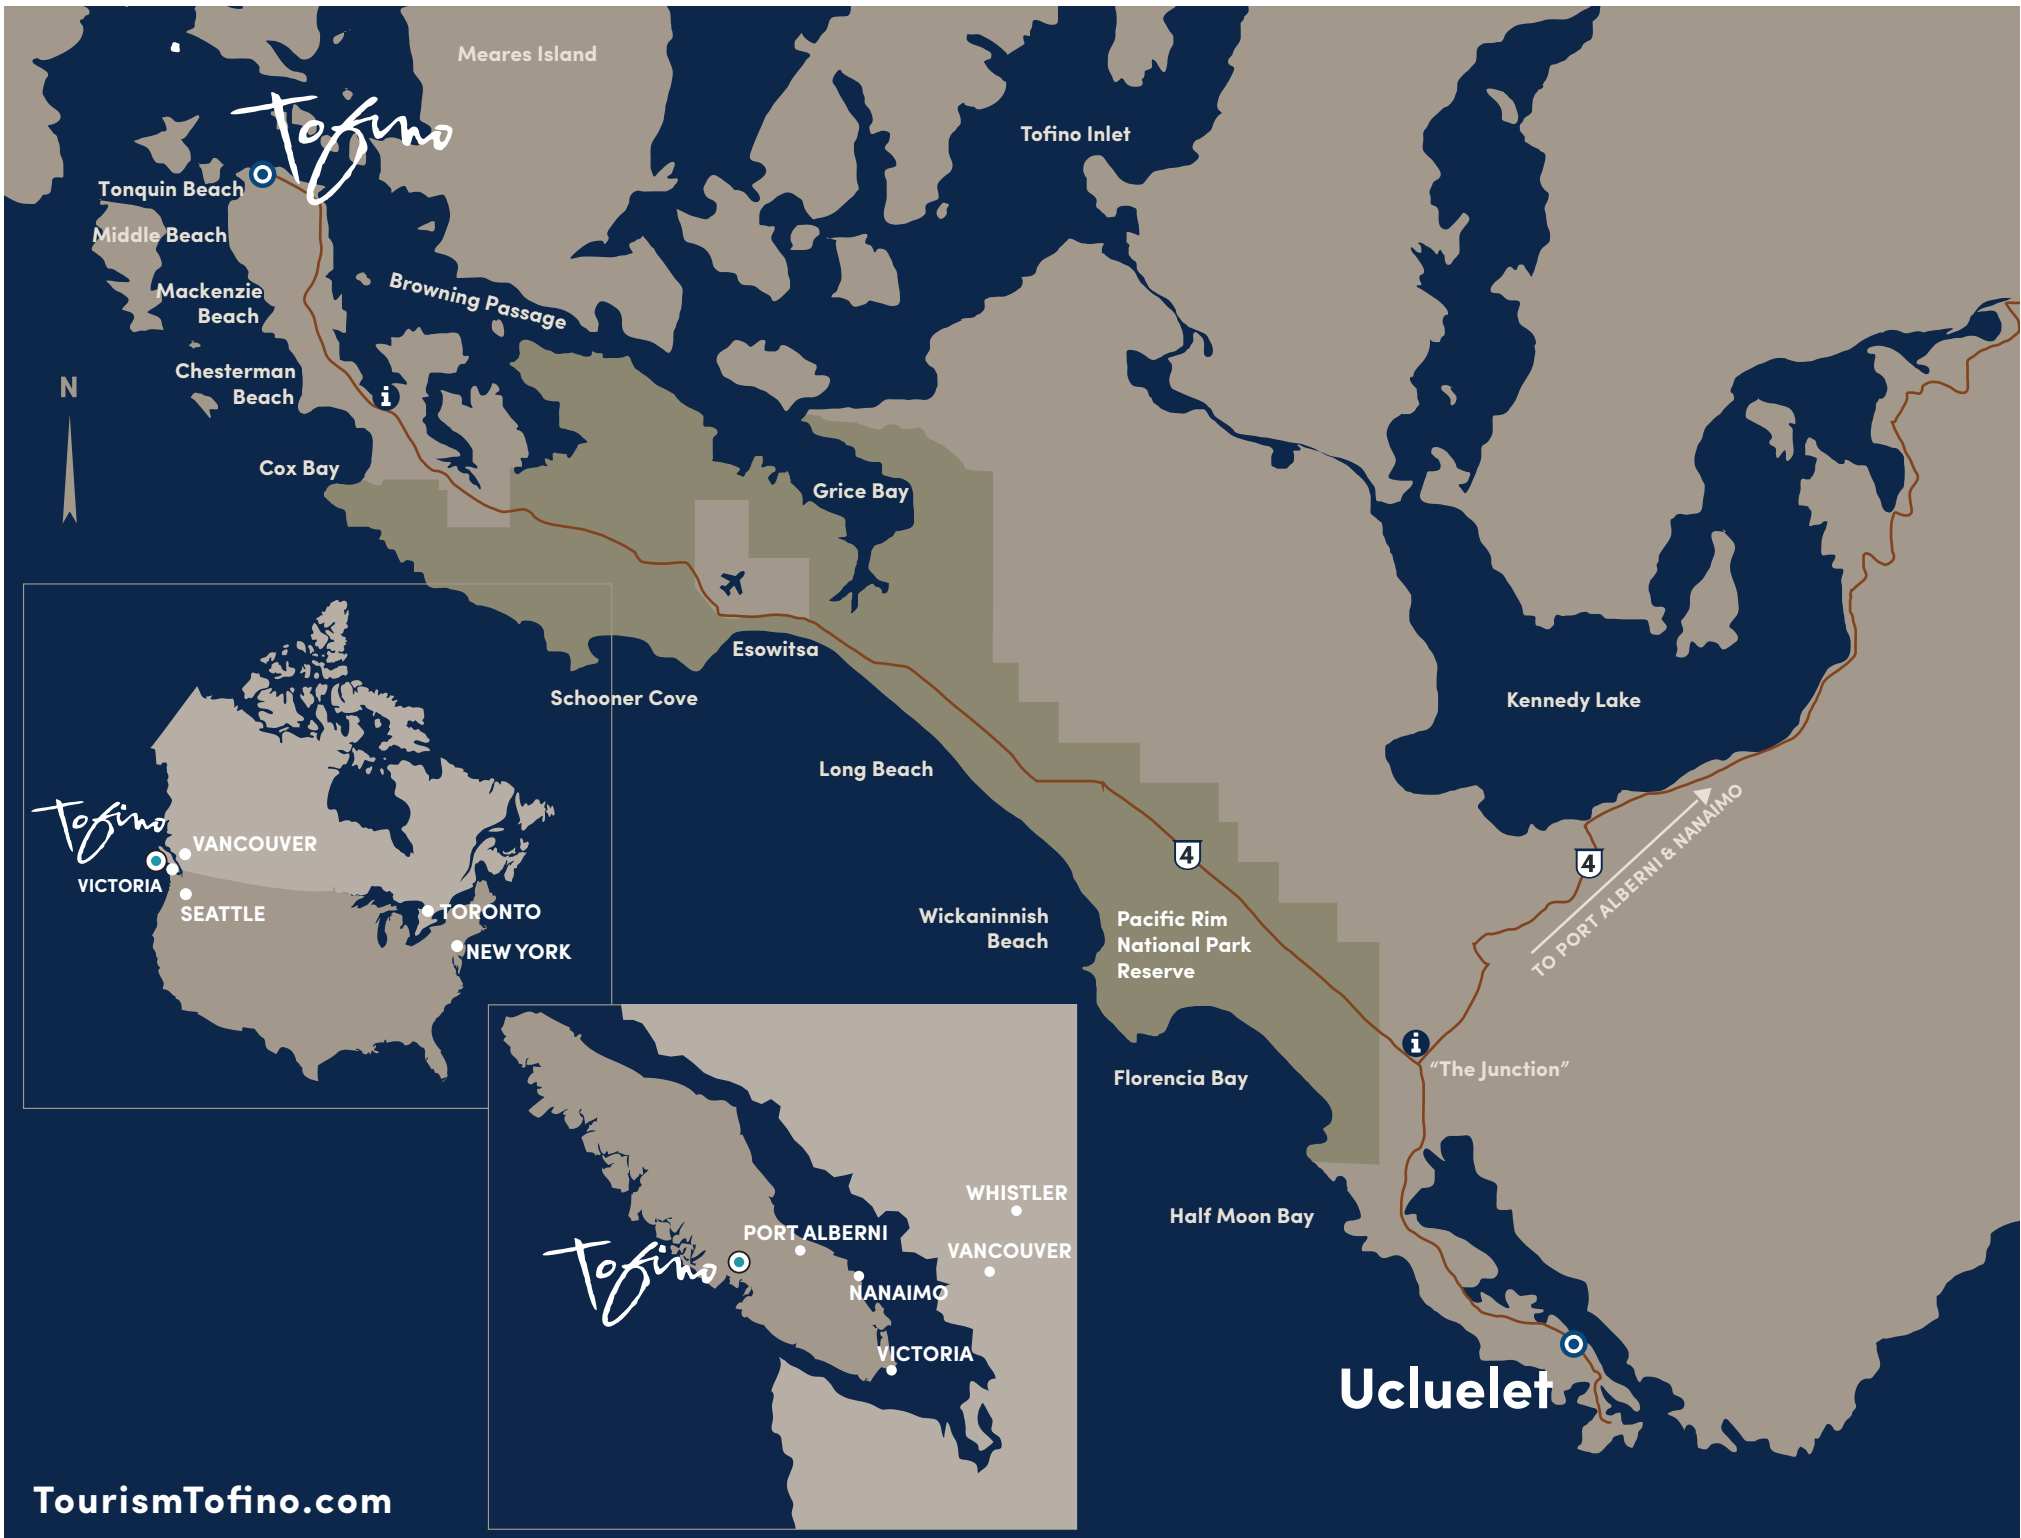 Meares Island
Tofino
Tofino Inlet
Tonquin Beach
Middle Beach
Mackenzie
Beach
Browning Passage
Chesterman
Beach
N
i
Cox Bay
Grice Bay
Esowitsa
Schooner Cove
Kennedy Lake
Long Beach
4
4
TO PORT ALBERNI & NANAIMO
Wickaninnish
Beach
Pacific Rim
National Park
Reserve
i
"The Junction"
Florencia Bay
Half Moon Bay
Ucluelet
Tofino
VANCOUVER
VICTORIA
SEATTLE
TORONTO
NEW YORK
WHISTLER
PORT ALBERNI
VANCOUVER
Tofino
NANAIMO
VICTORIA
TourismTofino.com